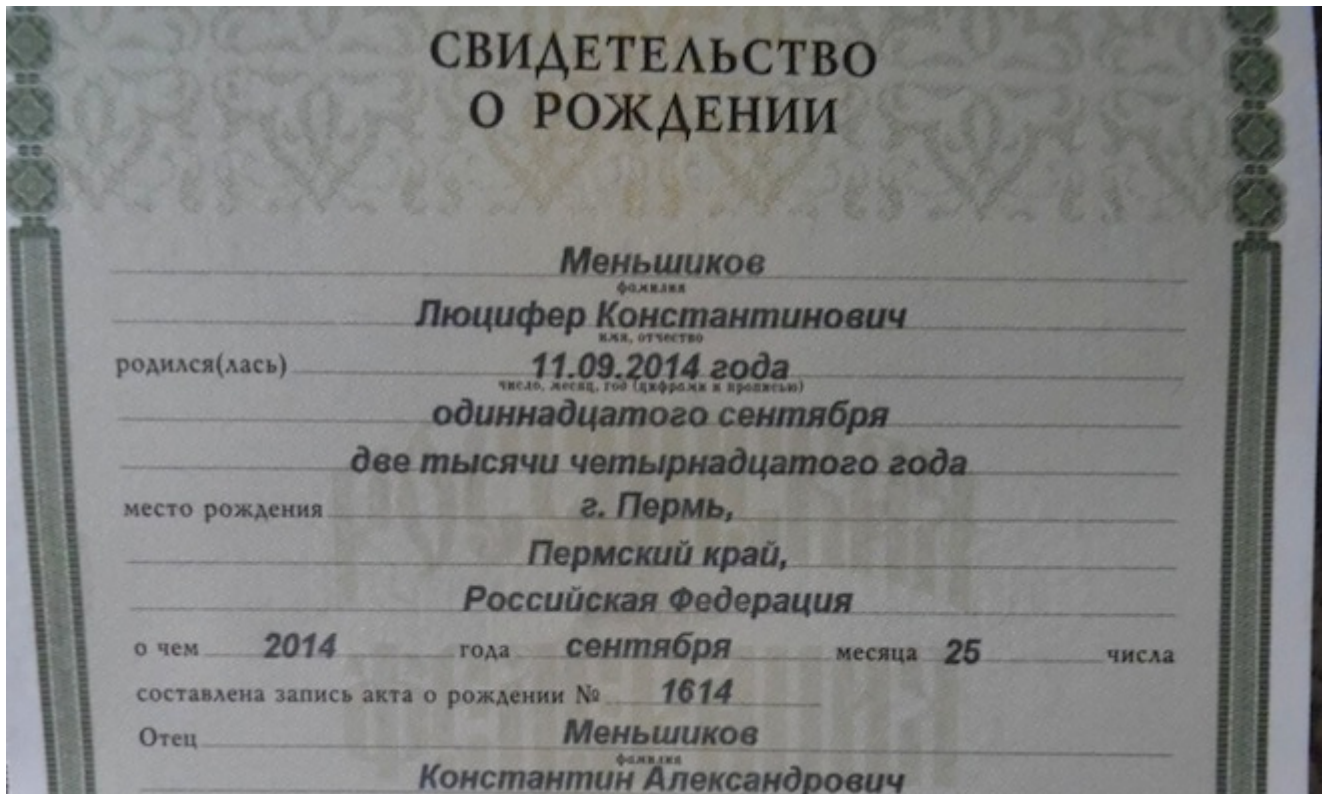 СВИДЕТЕЛЬСТВО
О РОЖДЕНИИ
Меньшиков
фамилия
Люцифер Константинович
имя, отчество
родился(лась) 11.09.2014 года
число, месяц, год (цифрами и прописью)
одиннадцатого сентября
две тысячи четырнадцатого года
место рождения г. Пермь,
Пермский край,
Российская Федерация
о чем 2014 года сентября месяца 25 числа
составлена запись акта о рождении № 1614
Отец Меньшиков
фамилия
Константин Александрович